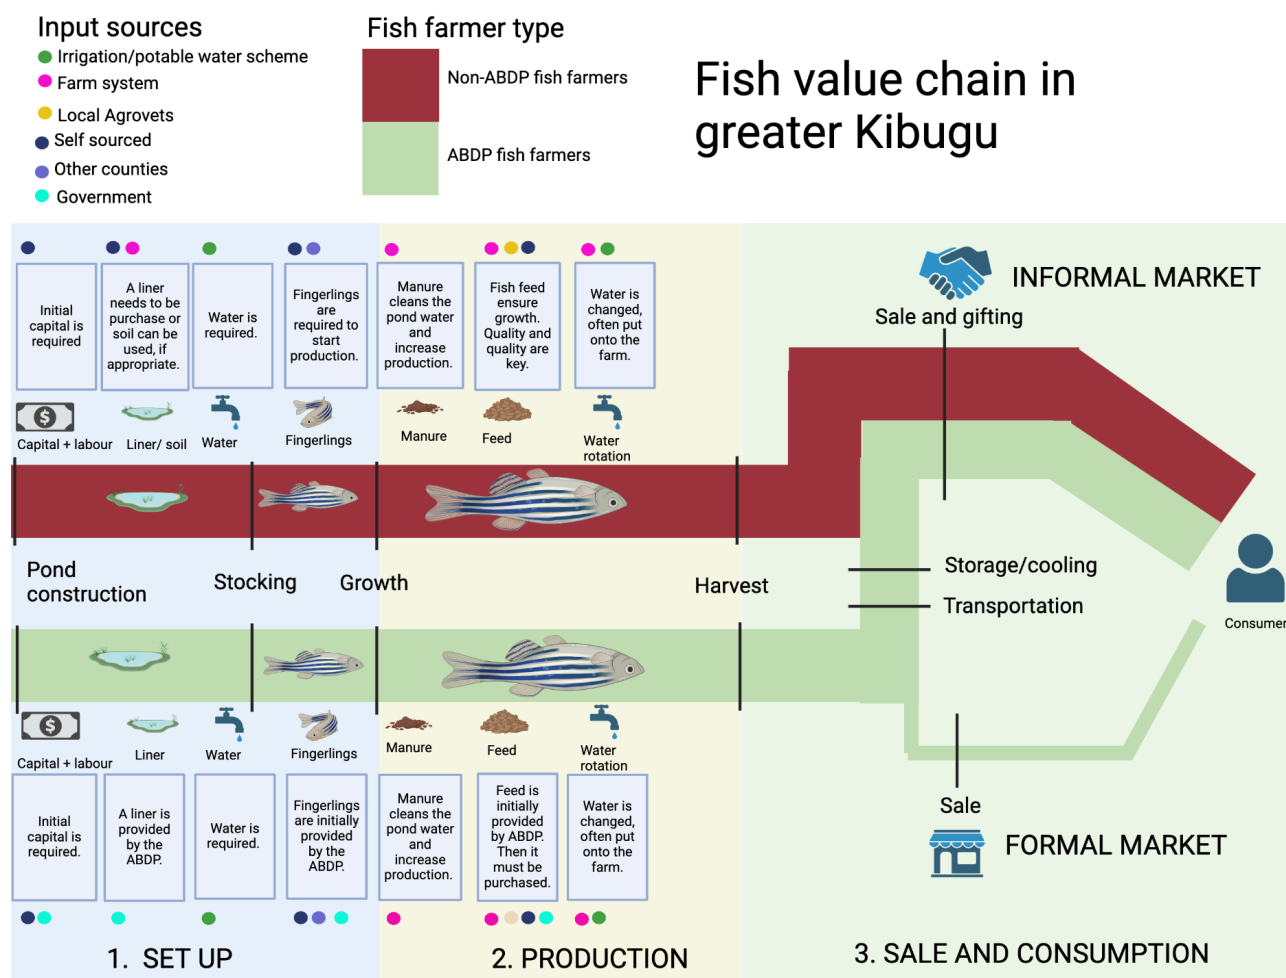 Input sources
Irrigation/potable water scheme
Farm system
Local Agrovets
Self sourced
Other counties
Government
Fish farmer type
Non-ABDP fish farmers
ABDP fish farmers
Fish value chain in
greater Kibugu
Initial
capital is
required
A liner
needs to be
purchase or
soil can be
used, if
appropriate.
Water is
required.
Fingerlings
are
required to
start
production.
Manure
cleans the
pond water
and
increase
production.
Fish feed
ensure
growth.
Quality and
quality are
key.
Water is
changed,
often put
onto the
farm.
Capital + labour
Liner/ soil
Water
Fingerlings
Manure
Feed
Water
rotation
INFORMAL MARKET
Sale and gifting
Pond
construction
Stocking
Growth
Harvest
Storage/cooling
Transportation
Consumer
Capital + labour
Liner
Water
Fingerlings
Manure
Feed
Water
rotation
Initial
capital is
required.
A liner is
provided
by the
ABDP.
Water is
required.
Fingerlings
are initially
provided
by the
ABDP.
Manure
cleans the
pond water
and
increase
production.
Feed is
initially
provided
by ABDP.
Then it
must be
purchased.
Water is
changed,
often put
onto the
farm.
Sale
FORMAL MARKET
1. SET UP
2. PRODUCTION
3. SALE AND CONSUMPTION